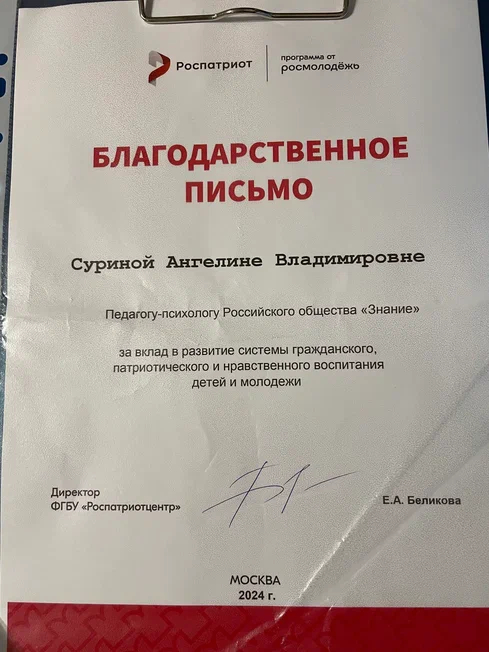 Роспатриот
программа от
росмолодёжь
БЛАГОДАРСТВЕННОЕ
ПИСЬМО
Суриной Ангелине Владимировне
Педагогу-психологу Российского общества «Знание»
за вклад в развитие системы гражданского,
патриотического и нравственного воспитания
детей и молодежи
Директор
ФГБУ «Роспатриотцентр»
Е.А. Беликова
МОСКВА
2024 г.